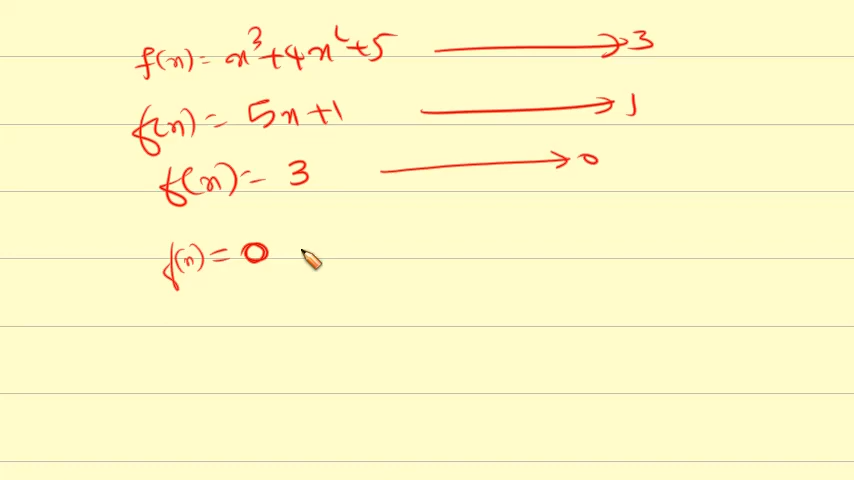 f(x) = x³+4x²+5 → 3
f(x) = 5x+1 → 1
f(x) = 3 → 0
f(x) = 0